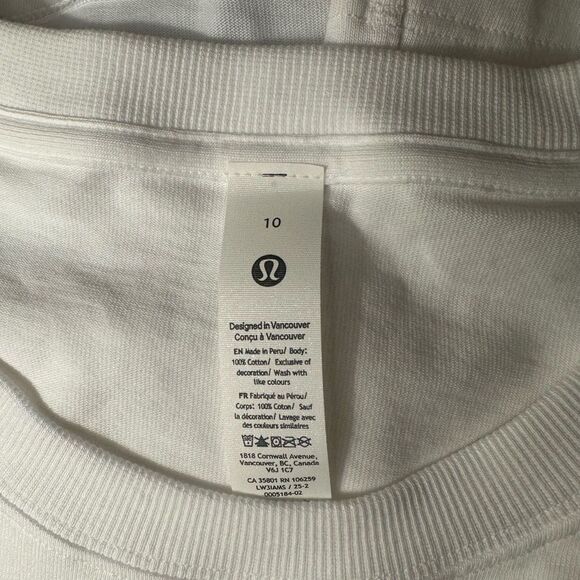 10
Designed in Vancouver
Conçu à Vancouver
EN Made in Peru/ Body:
100% Cotton/ Exclusive of
decoration/ Wash with
like colours
FR Fabriqué au Pérou/
Corps: 100% Coton/ Sauf
la décoration/ Lavage avec
des couleurs similaires
1818 Cornwall Avenue,
Vancouver, BC, Canada
V6J 1C7
CA 35801 RN 106259
LW3IAMS / 25-2
0005184-02